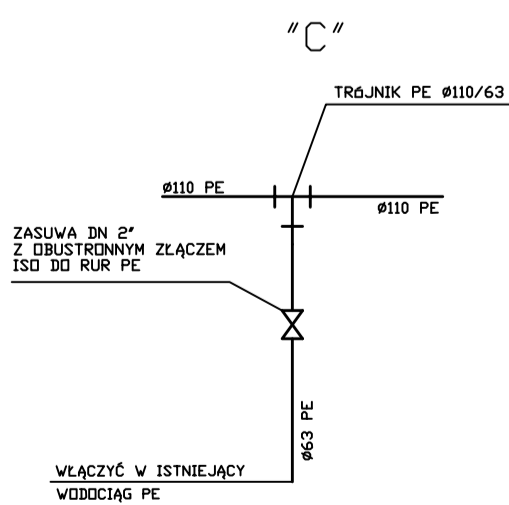 "C"
TRÓJNIK PE Ø110/63
Ø110 PE
Ø110 PE
ZASUWA DN 2"
Z OBUSTRONNYM ZŁĄCZEM
ISO DO RUR PE
Ø63 PE
WŁĄCZYĆ W ISTNIEJĄCY
WODOCIĄG PE